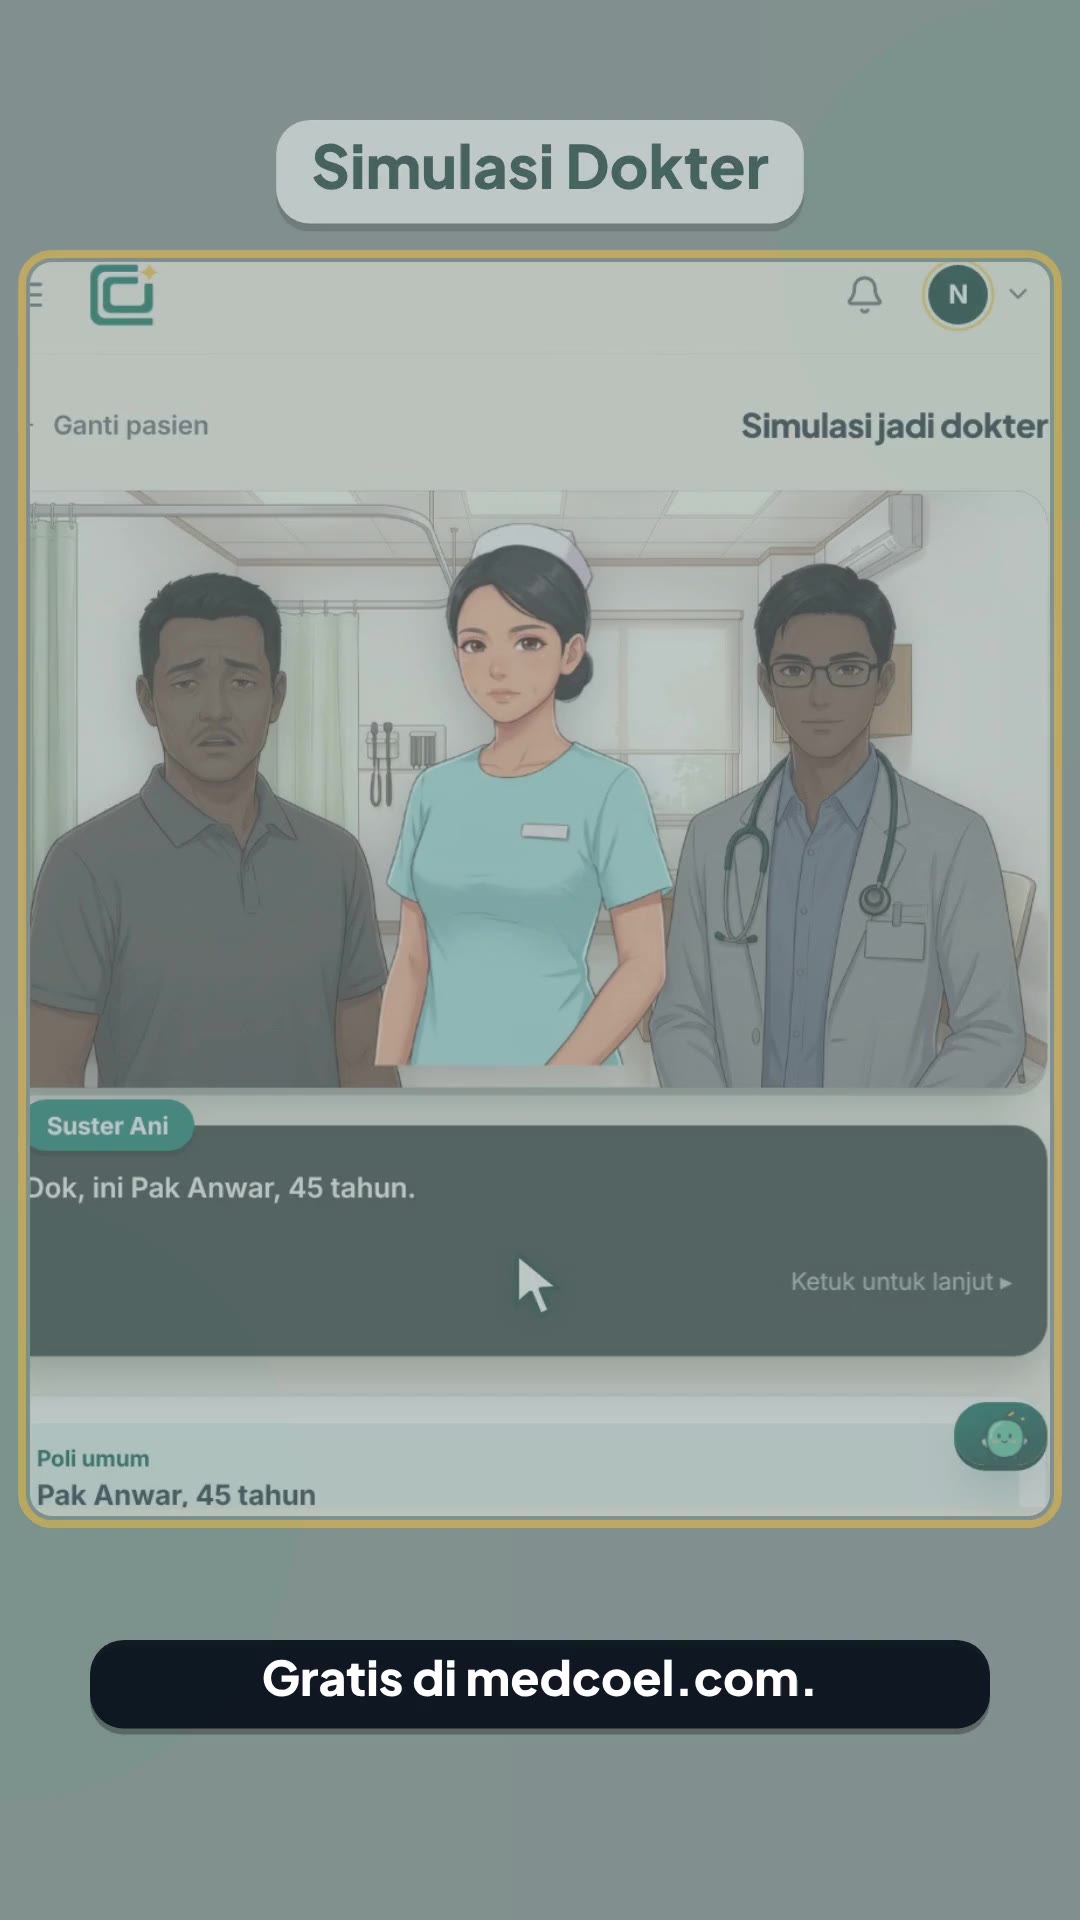 Simulasi Dokter
N
Ganti pasien
Simulasi jadi dokter
Suster Ani
Dok, ini Pak Anwar, 45 tahun.
Ketuk untuk lanjut ▸
Poli umum
Pak Anwar, 45 tahun
Gratis di medcoel.com.